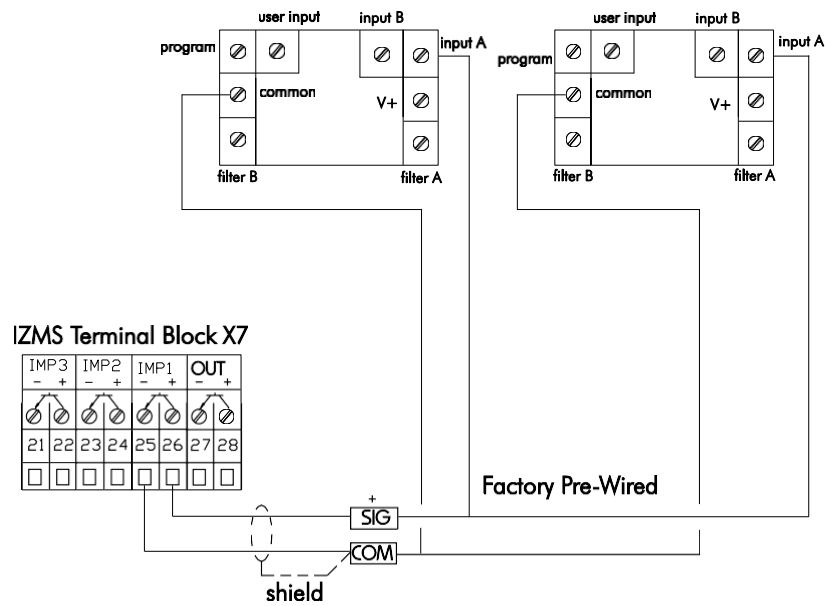 user input input B
program input A
common
V+
filter B filter A
user input input B
program input A
common
V+
filter B filter A
IZMS Terminal Block X7
IMP3 IMP2 IMP1 OUT
- + - + - + - +
21 22 23 24 25 26 27 28
Factory Pre-Wired
+
SIG
COM
shield